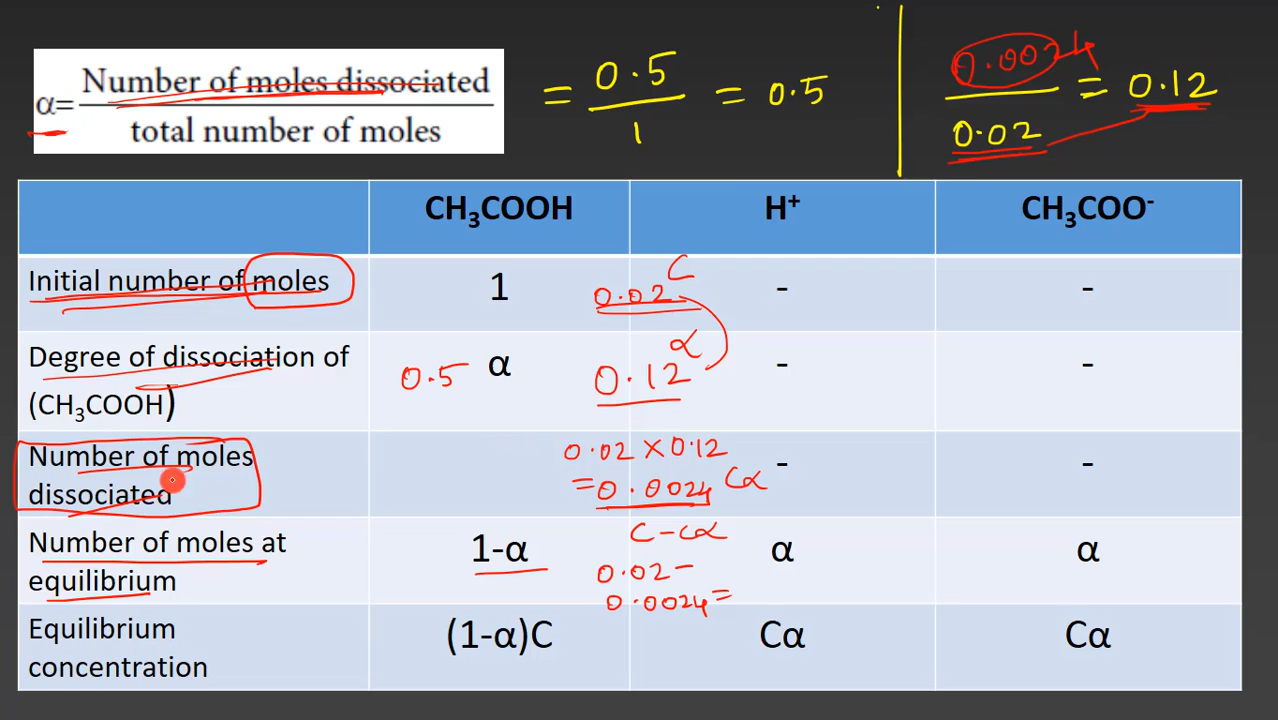 α= Number of moles dissociated
total number of moles
= 0.5 / 1 = 0.5
0.0024 / 0.02 = 0.12
CH₃COOH H⁺ CH₃COO⁻
Initial number of moles 1 0.02 C - -
Degree of dissociation of
(CH₃COOH) 0.5 α 0.12 α - -
Number of moles
dissociated 0.02 × 0.12
= 0.0024 Cα - -
Number of moles at
equilibrium 1-α C - Cα α α
0.02 -
0.0024 =
Equilibrium
concentration (1-α)C Cα Cα